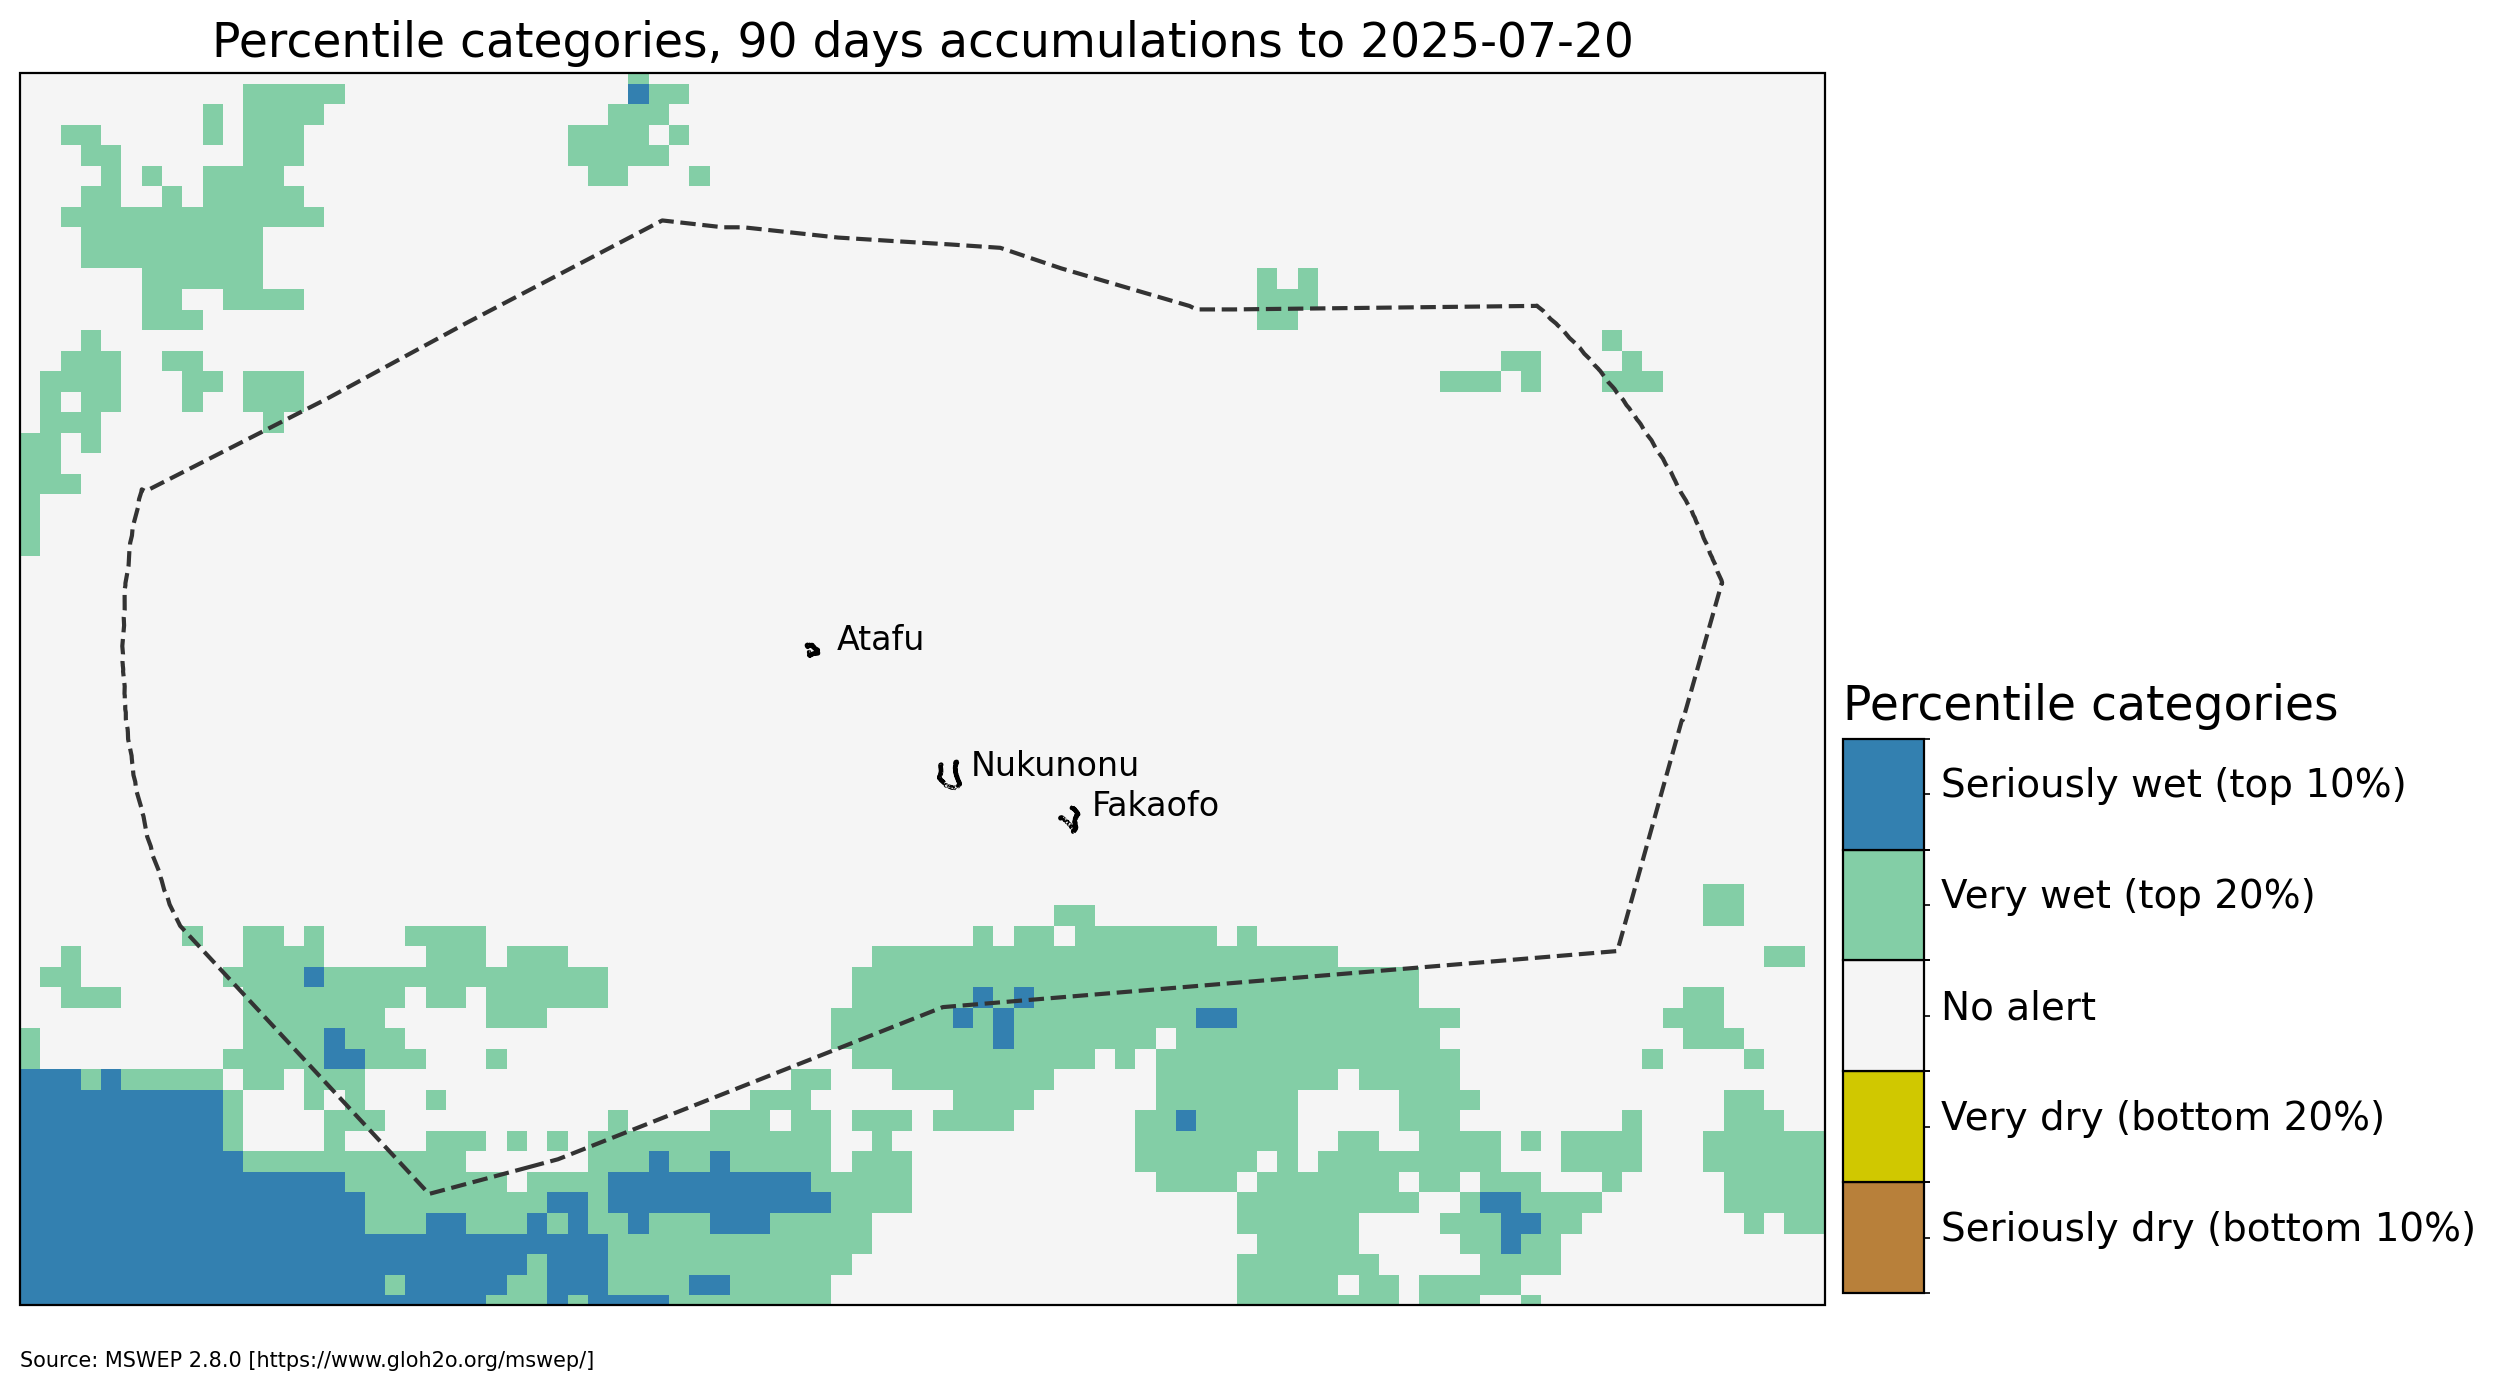 Percentile categories, 90 days accumulations to 2025-07-20
Atafu
Nukunonu
Fakaofo
Percentile categories
Seriously wet (top 10%)
Very wet (top 20%)
No alert
Very dry (bottom 20%)
Seriously dry (bottom 10%)
Source: MSWEP 2.8.0 [https://www.gloh2o.org/mswep/]